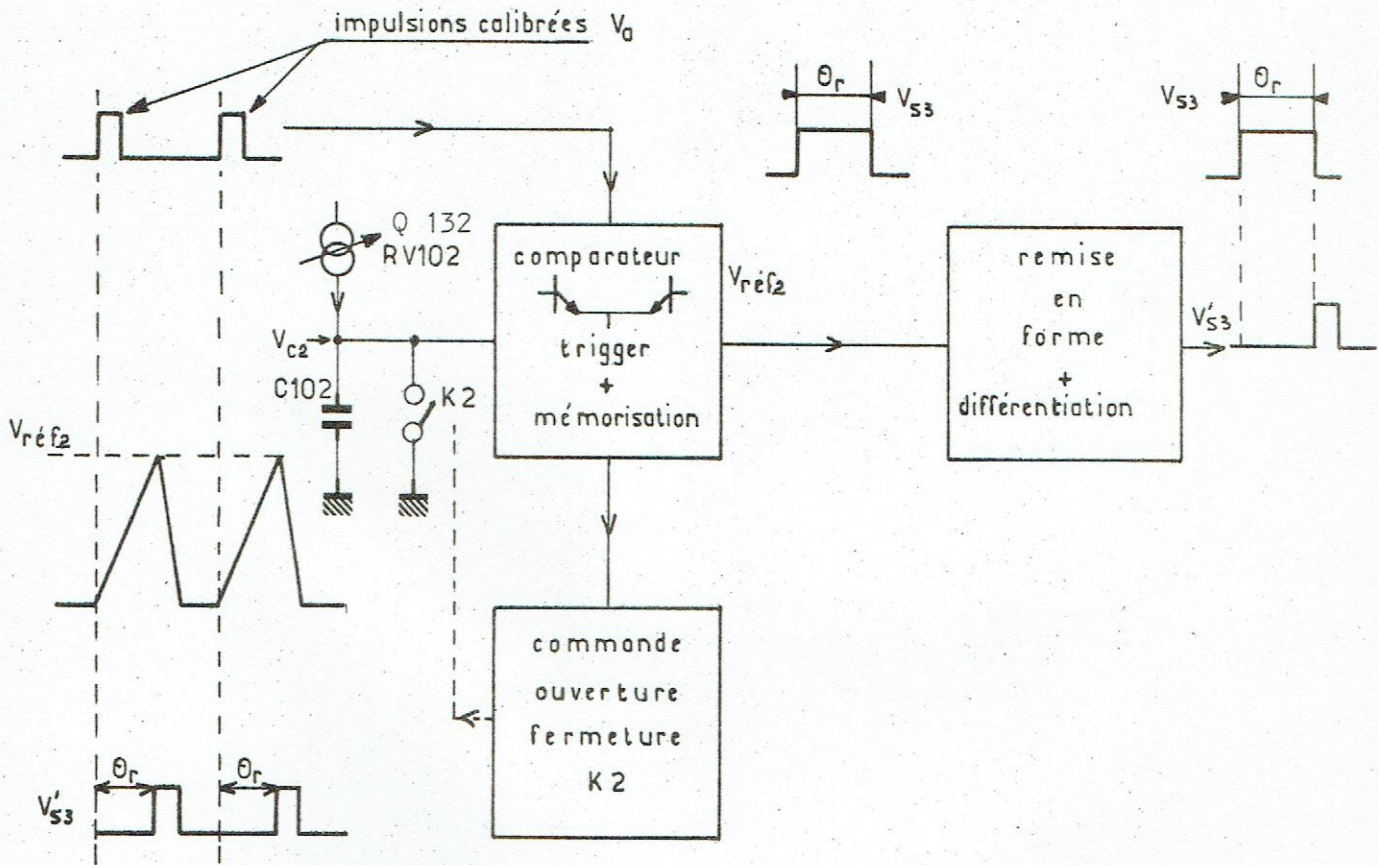 impulsions calibrées Va
θr
VS3
VS3
θr
Q 132
RV102
comparateur
trigger
+
mémorisation
Vréf2
remise
en
forme
+
différentiation
V'S3
VC2
C102
K2
Vréf2
commande
ouverture
fermeture
K2
θr
θr
V'S3